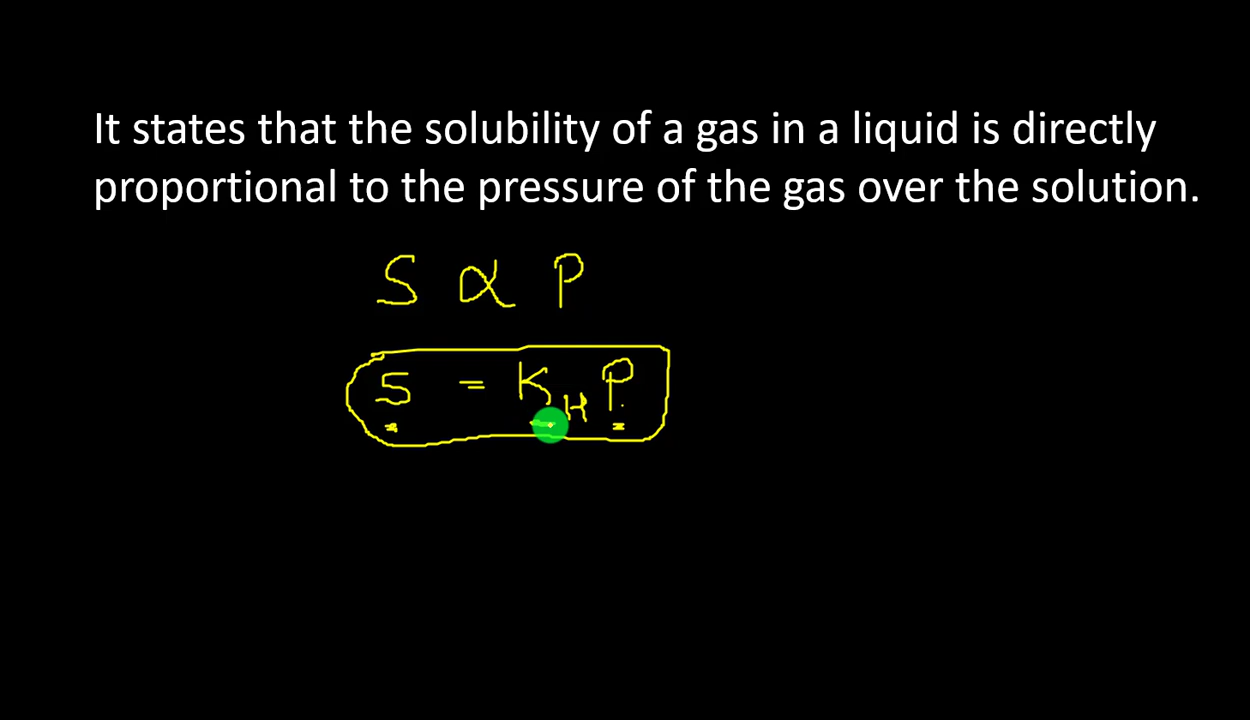 It states that the solubility of a gas in a liquid is directly
proportional to the pressure of the gas over the solution.
S ∝ P
S = K_H P